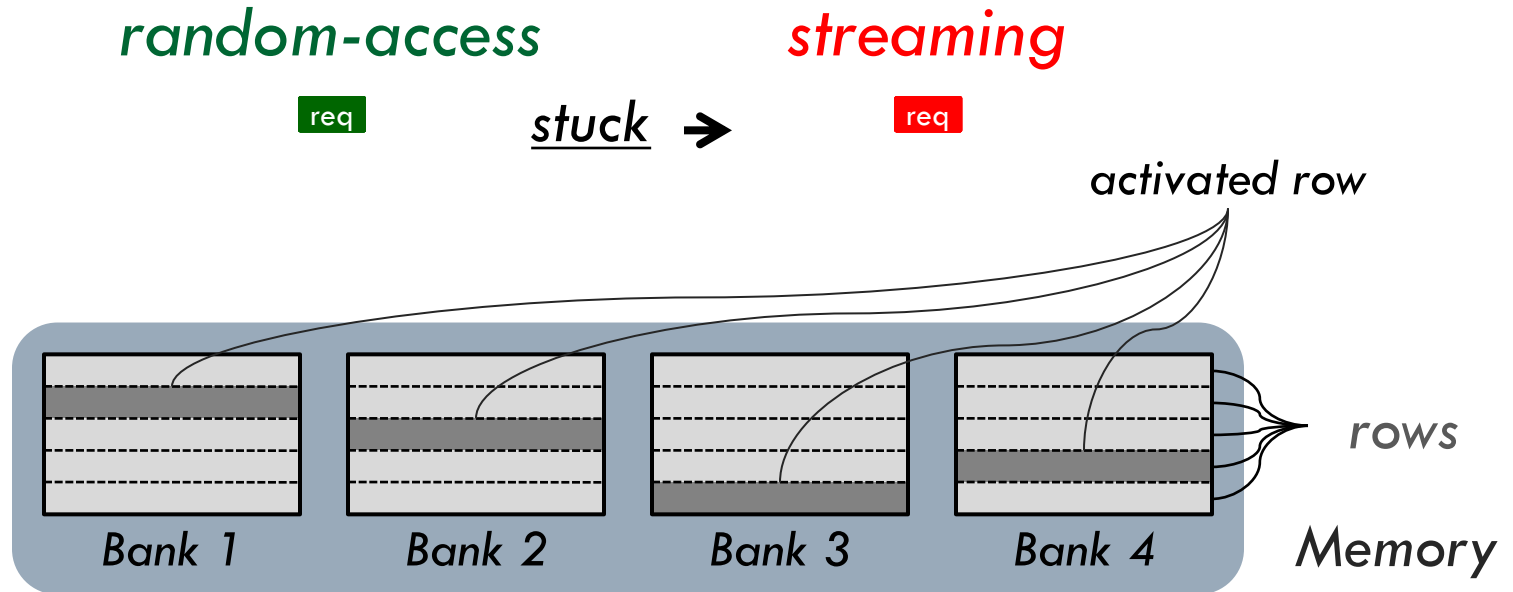 random-access
streaming
req
stuck
req
activated row
rows
Bank 1
Bank 2
Bank 3
Bank 4
Memory